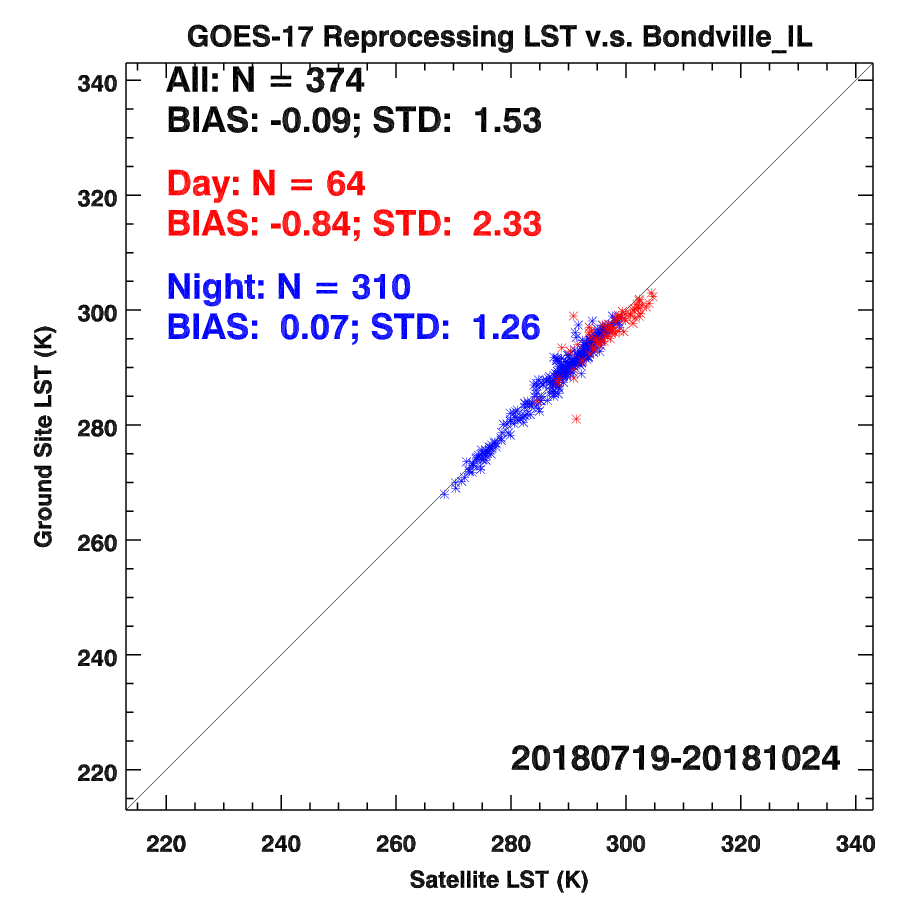 GOES-17 Reprocessing LST v.s. Bondville_IL
All: N = 374
BIAS: -0.09; STD: 1.53
Day: N = 64
BIAS: -0.84; STD: 2.33
Night: N = 310
BIAS: 0.07; STD: 1.26
340
320
300
280
260
240
220
Ground Site LST (K)
20180719-20181024
220 240 260 280 300 320 340
Satellite LST (K)